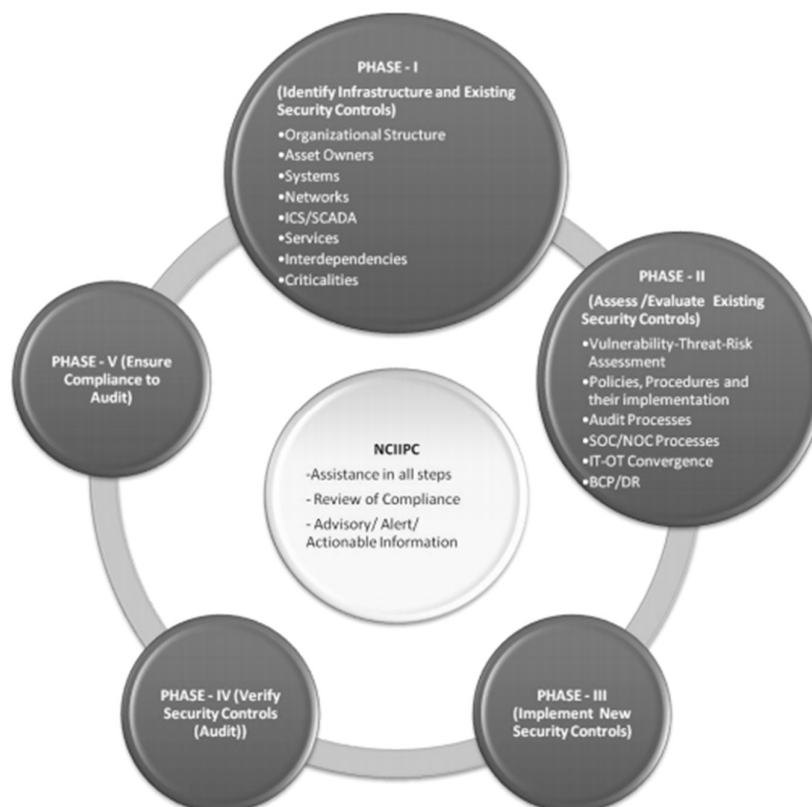 PHASE - I
(Identify Infrastructure and Existing
Security Controls)
•Organizational Structure
•Asset Owners
•Systems
•Networks
•ICS/SCADA
•Services
•Interdependencies
•Criticalities
PHASE - II
(Assess /Evaluate Existing
Security Controls)
•Vulnerability-Threat-Risk
Assessment
•Policies, Procedures and
their implementation
•Audit Processes
•SOC/NOC Processes
•IT-OT Convergence
•BCP/DR
PHASE - III
(Implement New
Security Controls)
PHASE - IV (Verify
Security Controls
(Audit))
PHASE - V (Ensure
Compliance to
Audit)
NCIIPC
-Assistance in all steps
- Review of Compliance
- Advisory/ Alert/
Actionable Information